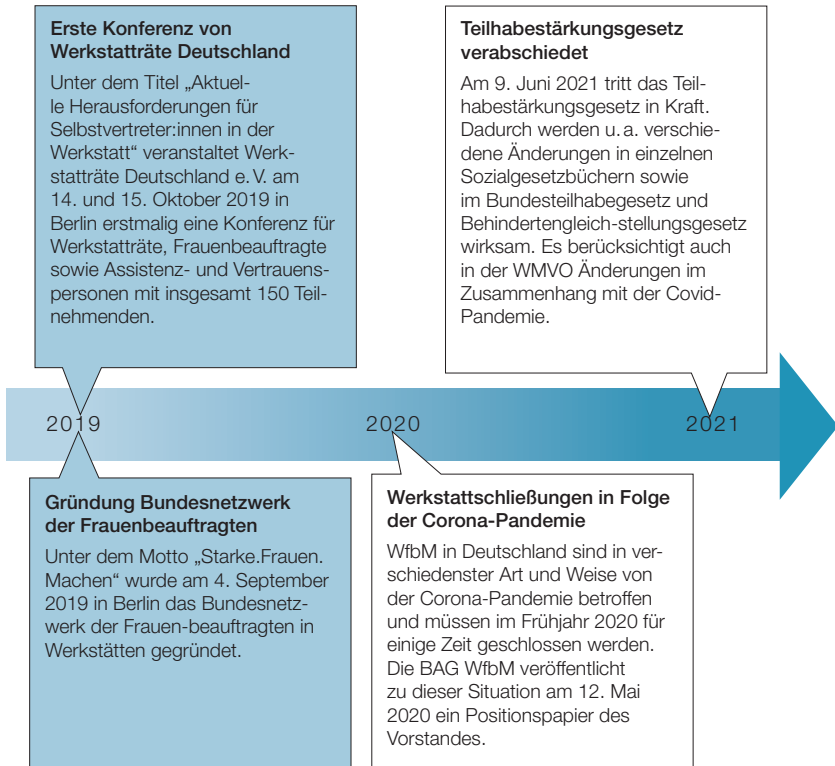 Erste Konferenz von
Werkstatträte Deutschland
Unter dem Titel „Aktuel-
le Herausforderungen für
Selbstvertreter:innen in der
Werkstatt“ veranstaltet Werk-
statträte Deutschland e. V. am
14. und 15. Oktober 2019 in
Berlin erstmalig eine Konferenz für
Werkstatträte, Frauenbeauftragte
sowie Assistenz- und Vertrauens-
personen mit insgesamt 150 Teil-
nehmenden.
Teilhabestärkungsgesetz
verabschiedet
Am 9. Juni 2021 tritt das Teil-
habestärkungsgesetz in Kraft.
Dadurch werden u. a. verschie-
dene Änderungen in einzelnen
Sozialgesetzbüchern sowie
im Bundesteilhabegesetz und
Behindertengleich-stellungsgesetz
wirksam. Es berücksichtigt auch
in der WMVO Änderungen im
Zusammenhang mit der Covid-
Pandemie.
2019
2020
2021
Gründung Bundesnetzwerk
der Frauenbeauftragten
Unter dem Motto „Starke.Frauen.
Machen“ wurde am 4. September
2019 in Berlin das Bundesnetz-
werk der Frauen-beauftragten in
Werkstätten gegründet.
Werkstattschließungen in Folge
der Corona-Pandemie
WfbM in Deutschland sind in ver-
schiedenster Art und Weise von
der Corona-Pandemie betroffen
und müssen im Frühjahr 2020 für
einige Zeit geschlossen werden.
Die BAG WfbM veröffentlicht
zu dieser Situation am 12. Mai
2020 ein Positionspapier des
Vorstandes.